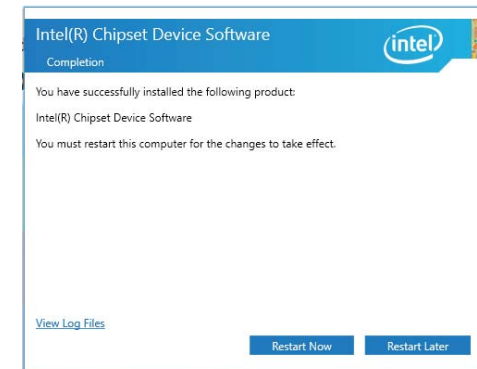 Intel(R) Chipset Device Software
intel
Completion
You have successfully installed the following product:
Intel(R) Chipset Device Software
You must restart this computer for the changes to take effect.
View Log Files
Restart Now
Restart Later